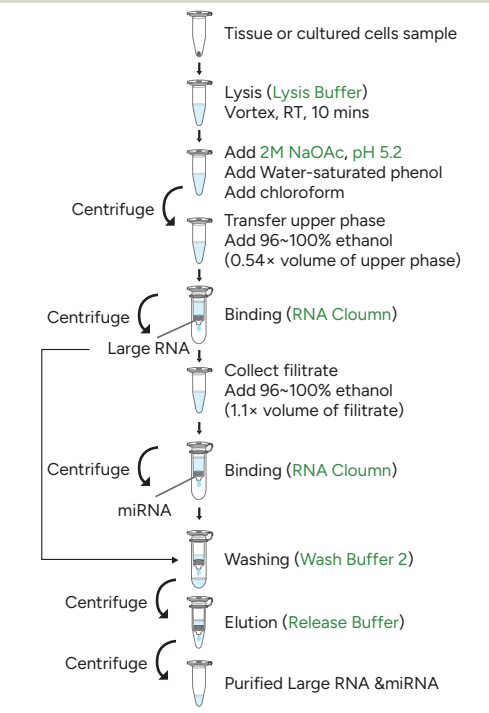 Tissue or cultured cells sample
Lysis (Lysis Buffer)
Vortex, RT, 10 mins
Add 2M NaOAc, pH 5.2
Add Water-saturated phenol
Add chloroform
Centrifuge
Transfer upper phase
Add 96~100% ethanol
(0.54× volume of upper phase)
Centrifuge
Binding (RNA Cloumn)
Large RNA
Collect filitrate
Add 96~100% ethanol
(1.1× volume of filitrate)
Centrifuge
Binding (RNA Cloumn)
miRNA
Washing (Wash Buffer 2)
Centrifuge
Elution (Release Buffer)
Centrifuge
Purified Large RNA &miRNA